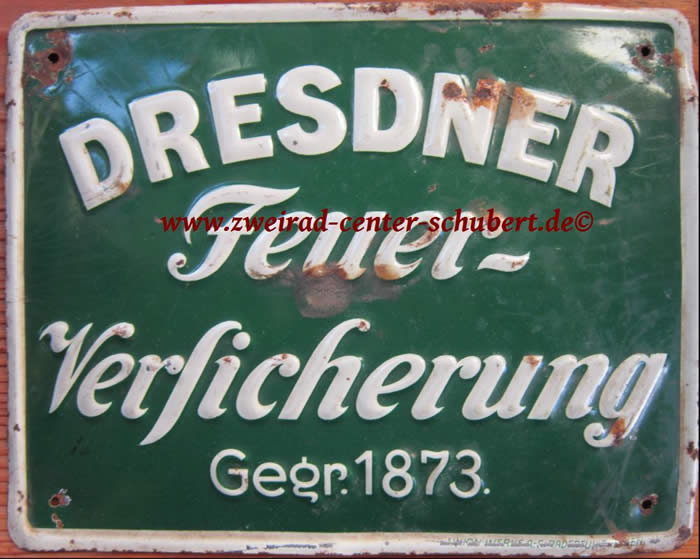 DRESDNER
www.zweirad-center-schubert.de©
Feuer-
Verſicherung
Gegr. 1873.